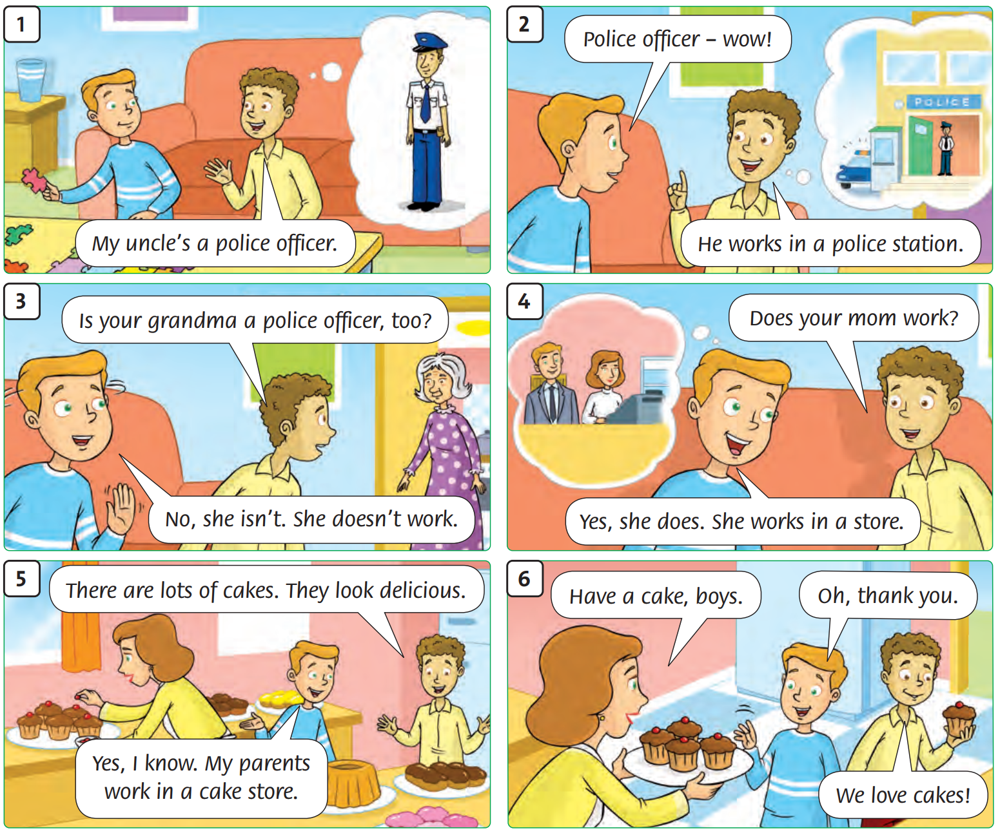 1
My uncle's a police officer.
2
Police officer – wow!
POLICE
He works in a police station.
3
Is your grandma a police officer, too?
No, she isn't. She doesn't work.
4
Does your mom work?
Yes, she does. She works in a store.
5
There are lots of cakes. They look delicious.
Yes, I know. My parents
work in a cake store.
6
Have a cake, boys.
Oh, thank you.
We love cakes!